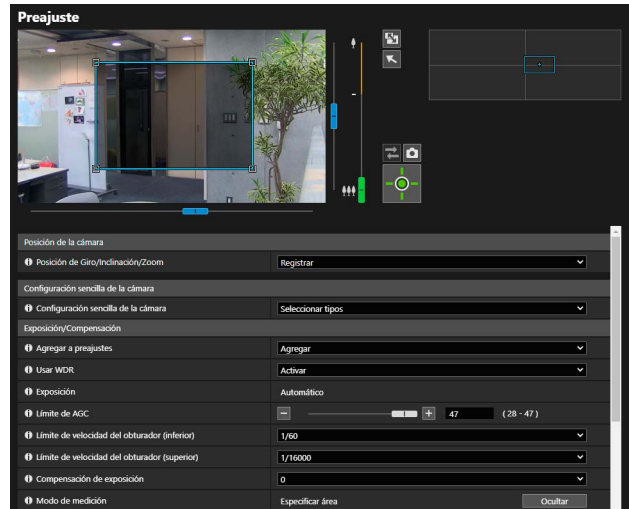 Preajuste
Posición de la cámara
Posición de Giro/Inclinación/Zoom Registrar
Configuración sencilla de la cámara
Configuración sencilla de la cámara Seleccionar tipos
Exposición/Compensación
Agregar a preajustes Agregar
Usar WDR Activar
Exposición Automático
Límite de AGC 47 ( 28 - 47 )
Límite de velocidad del obturador (inferior) 1/60
Límite de velocidad del obturador (superior) 1/16000
Compensación de exposición 0
Modo de medición Especificar área Ocultar